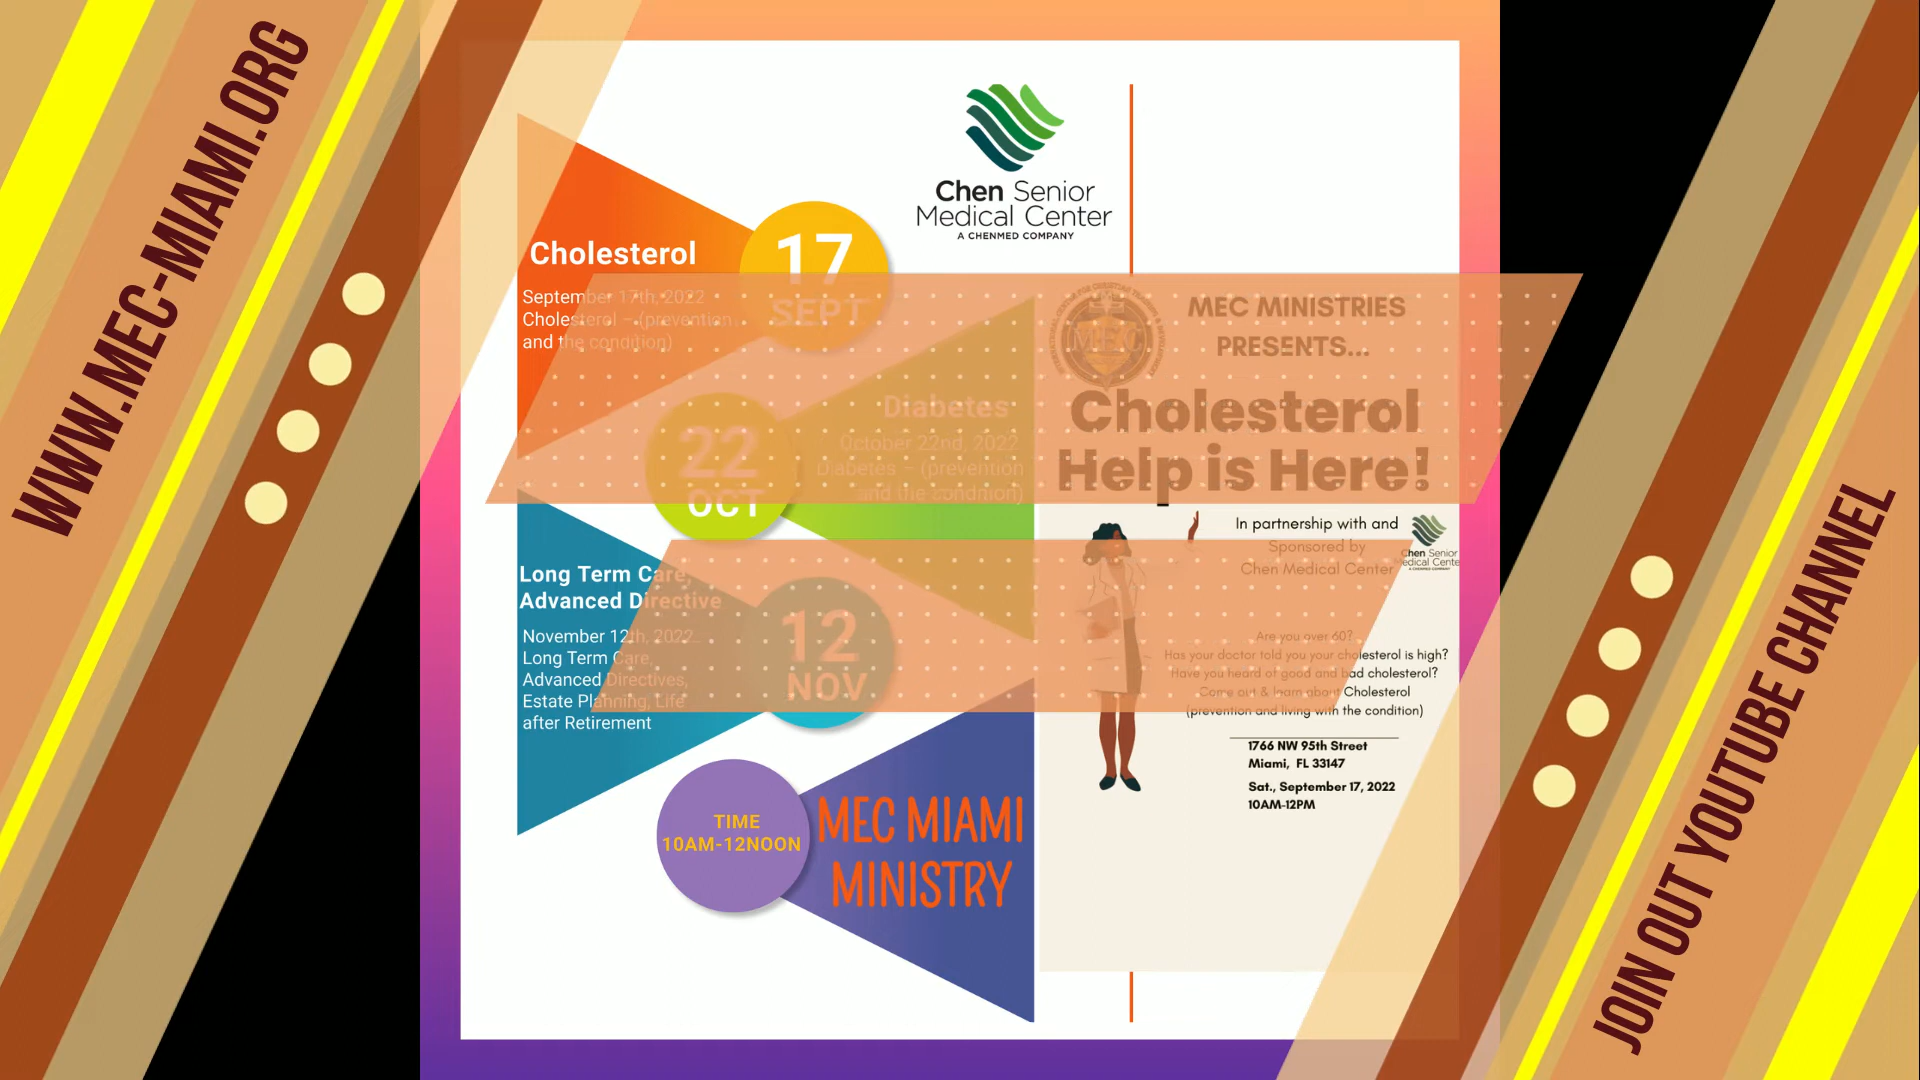 WWW.MEC-MIAMI.ORG
Chen Senior
Medical Center
A CHENMED COMPANY
Cholesterol
September 17th, 2022
Cholesterol – (prevention
and the condition)
17
SEPT
22
OCT
Diabetes
October 22nd, 2022
Diabetes – (prevention
and the condition)
Long Term Care,
Advanced Directive
November 12th, 2022
Long Term Care,
Advanced Directives,
Estate Planning, Life
after Retirement
12
NOV
TIME
10AM-12NOON
MEC MIAMI
MINISTRY
MEC
MEC MINISTRIES
PRESENTS...
Cholesterol
Help is Here!
In partnership with and
Sponsored by
Chen Medical Center
Chen Senior
Medical Cente
Are you over 60?
Has your doctor told you your cholesterol is high?
Have you heard of good and bad cholesterol?
Come out & learn about Cholesterol
(prevention and living with the condition)
1766 NW 95th Street
Miami, FL 33147
Sat., September 17, 2022
10AM-12PM
JOIN OUT YOUTUBE CHANNEL